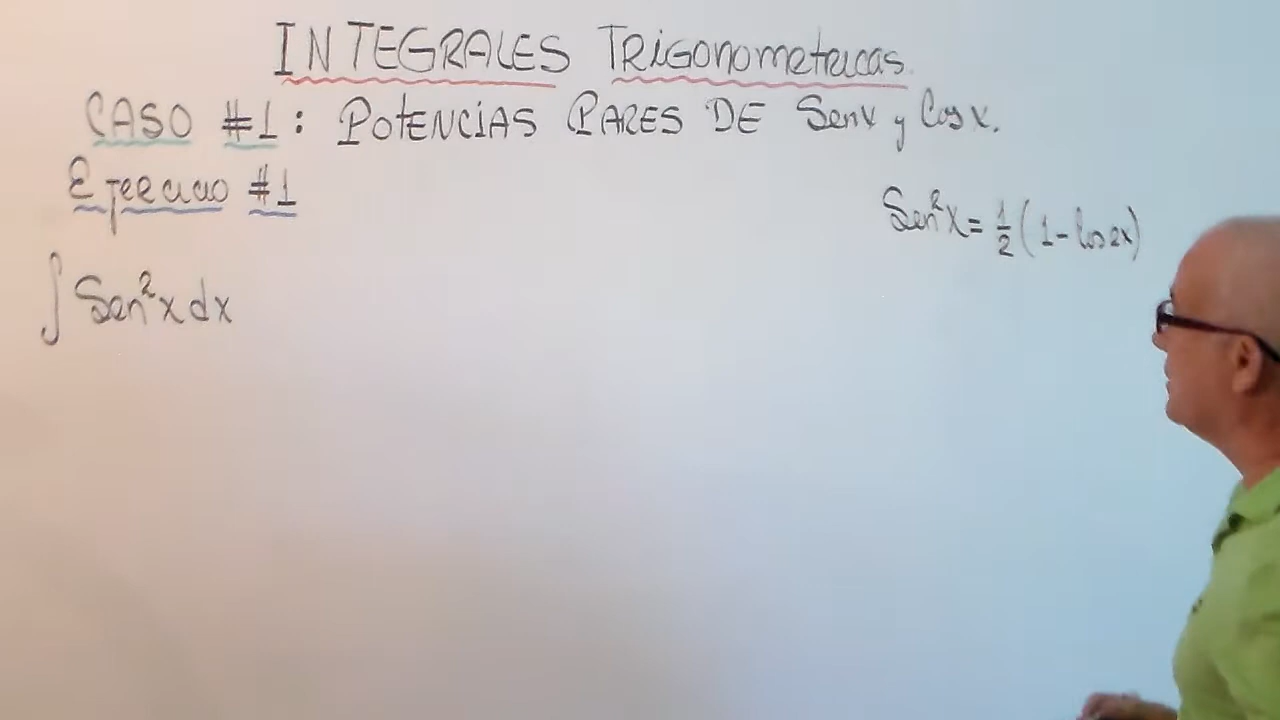 INTEGRALES TRIGONOMETRICAS.
CASO #1: POTENCIAS PARES DE Senx y Cosx.
Ejercicio #1
Sen²x = 1/2 (1 - Cos2x)
∫ Sen²x dx